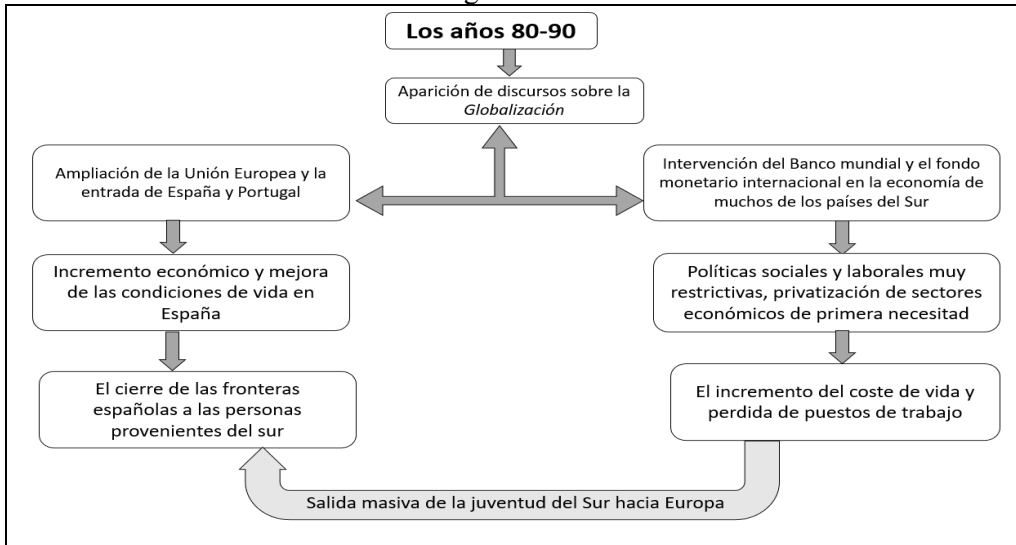 Los años 80-90
Aparición de discursos sobre la
Globalización
Ampliación de la Unión Europea y la
entrada de España y Portugal
Incremento económico y mejora
de las condiciones de vida en
España
El cierre de las fronteras
españolas a las personas
provenientes del sur
Intervención del Banco mundial y el fondo
monetario internacional en la economía de
muchos de los países del Sur
Políticas sociales y laborales muy
restrictivas, privatización de sectores
económicos de primera necesitad
El incremento del coste de vida y
perdida de puestos de trabajo
Salida masiva de la juventud del Sur hacia Europa